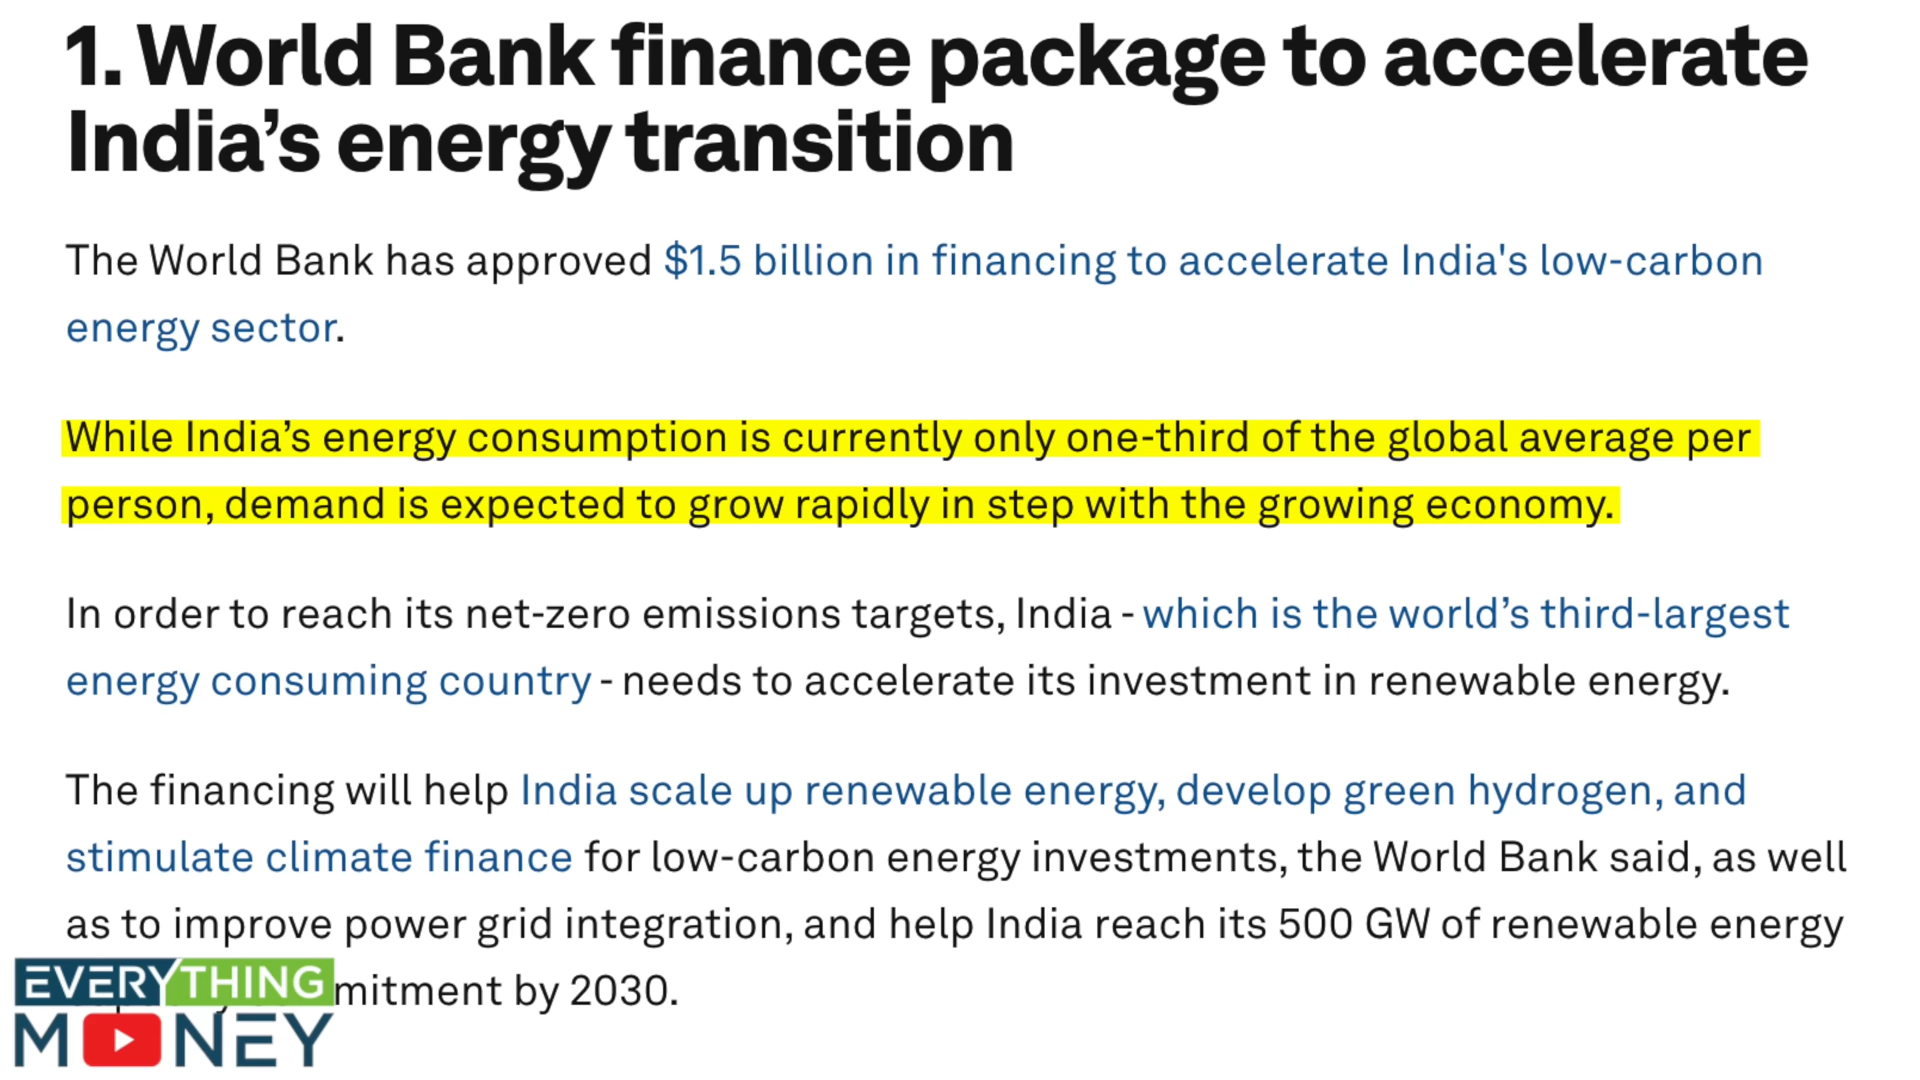 1. World Bank finance package to accelerate
India’s energy transition
The World Bank has approved $1.5 billion in financing to accelerate India's low-carbon
energy sector.
While India’s energy consumption is currently only one-third of the global average per
person, demand is expected to grow rapidly in step with the growing economy.
In order to reach its net-zero emissions targets, India - which is the world’s third-largest
energy consuming country - needs to accelerate its investment in renewable energy.
The financing will help India scale up renewable energy, develop green hydrogen, and
stimulate climate finance for low-carbon energy investments, the World Bank said, as well
as to improve power grid integration, and help India reach its 500 GW of renewable energy
mitment by 2030.
EVERYTHING
MONEY